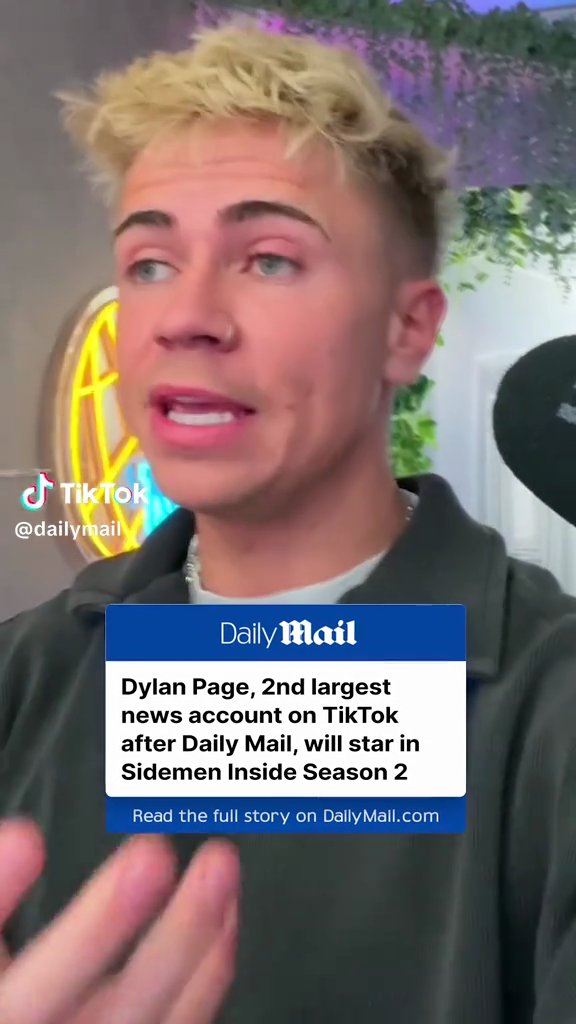 TikTok
@dailymail
Daily Mail
Dylan Page, 2nd largest
news account on TikTok
after Daily Mail, will star in
Sidemen Inside Season 2
Read the full story on DailyMail.com